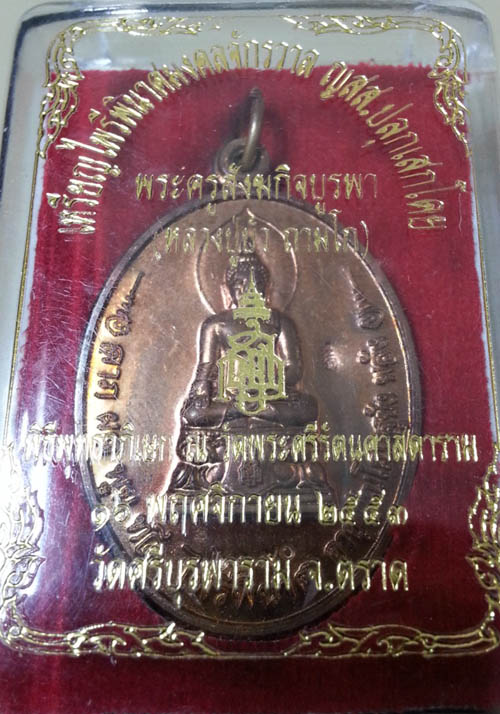 เหรียญไพรีพินาศมงคลจักรวาล ญสส.ปลุกเสกโดย
พระครูสังฆกิจบูรพา
(หลวงปู่บัว ถามโก)
ญสส
พิธีพุทธาภิเษก ณ วัดพระศรีรัตนศาสดาราม
๑๖ พฤศจิกายน ๒๕๕๓
วัดศรีบุรพาราม จ.ตราด